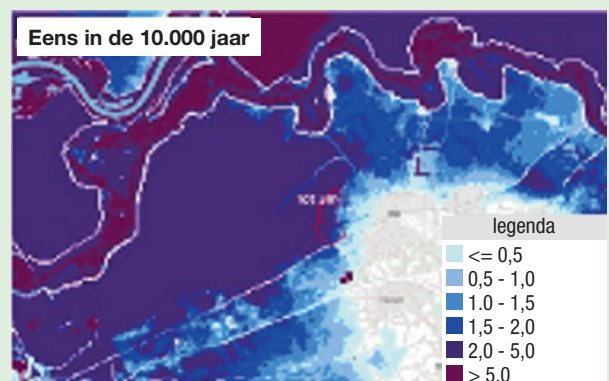 Eens in de 10.000 jaar
legenda
<= 0,5
0,5 - 1,0
1.0 - 1,5
1,5 - 2,0
2,0 - 5,0
> 5,0